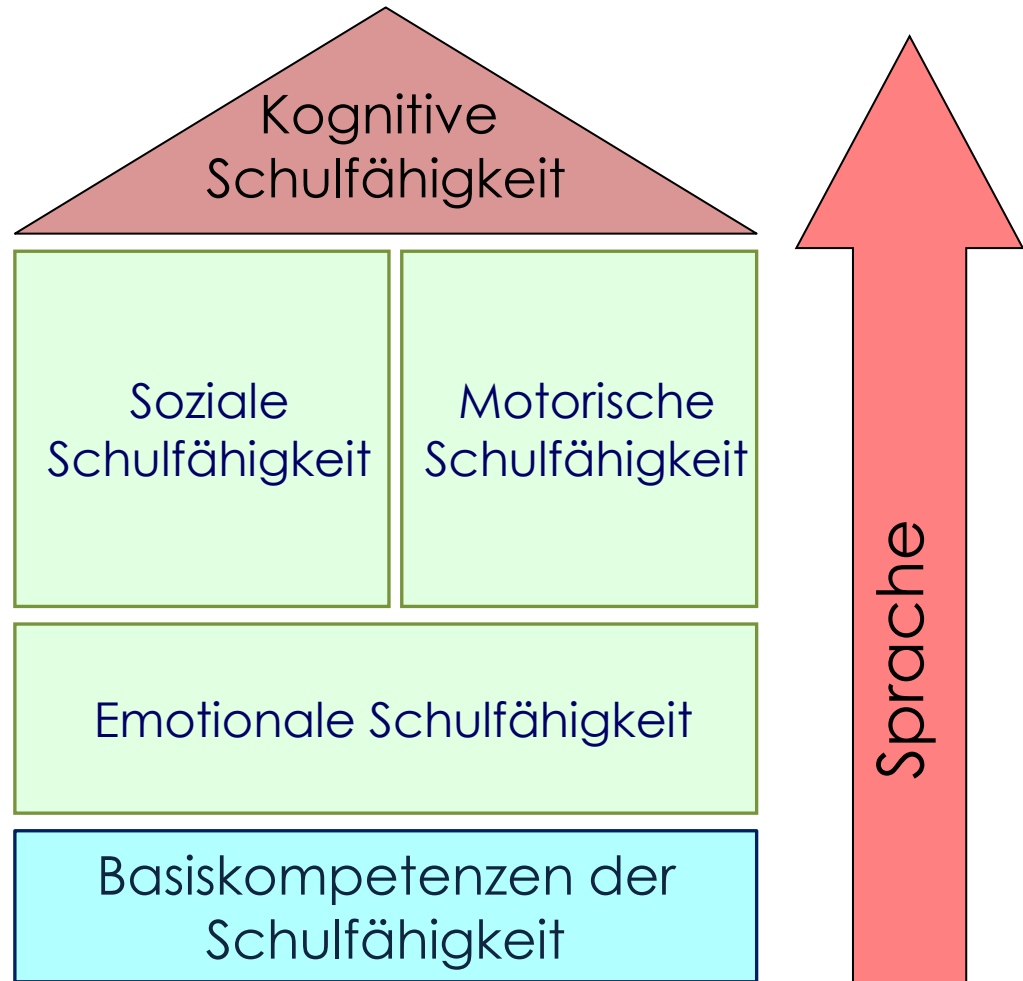 Kognitive
Schulfähigkeit
Soziale
Schulfähigkeit
Motorische
Schulfähigkeit
Emotionale Schulfähigkeit
Basiskompetenzen der
Schulfähigkeit
Sprache